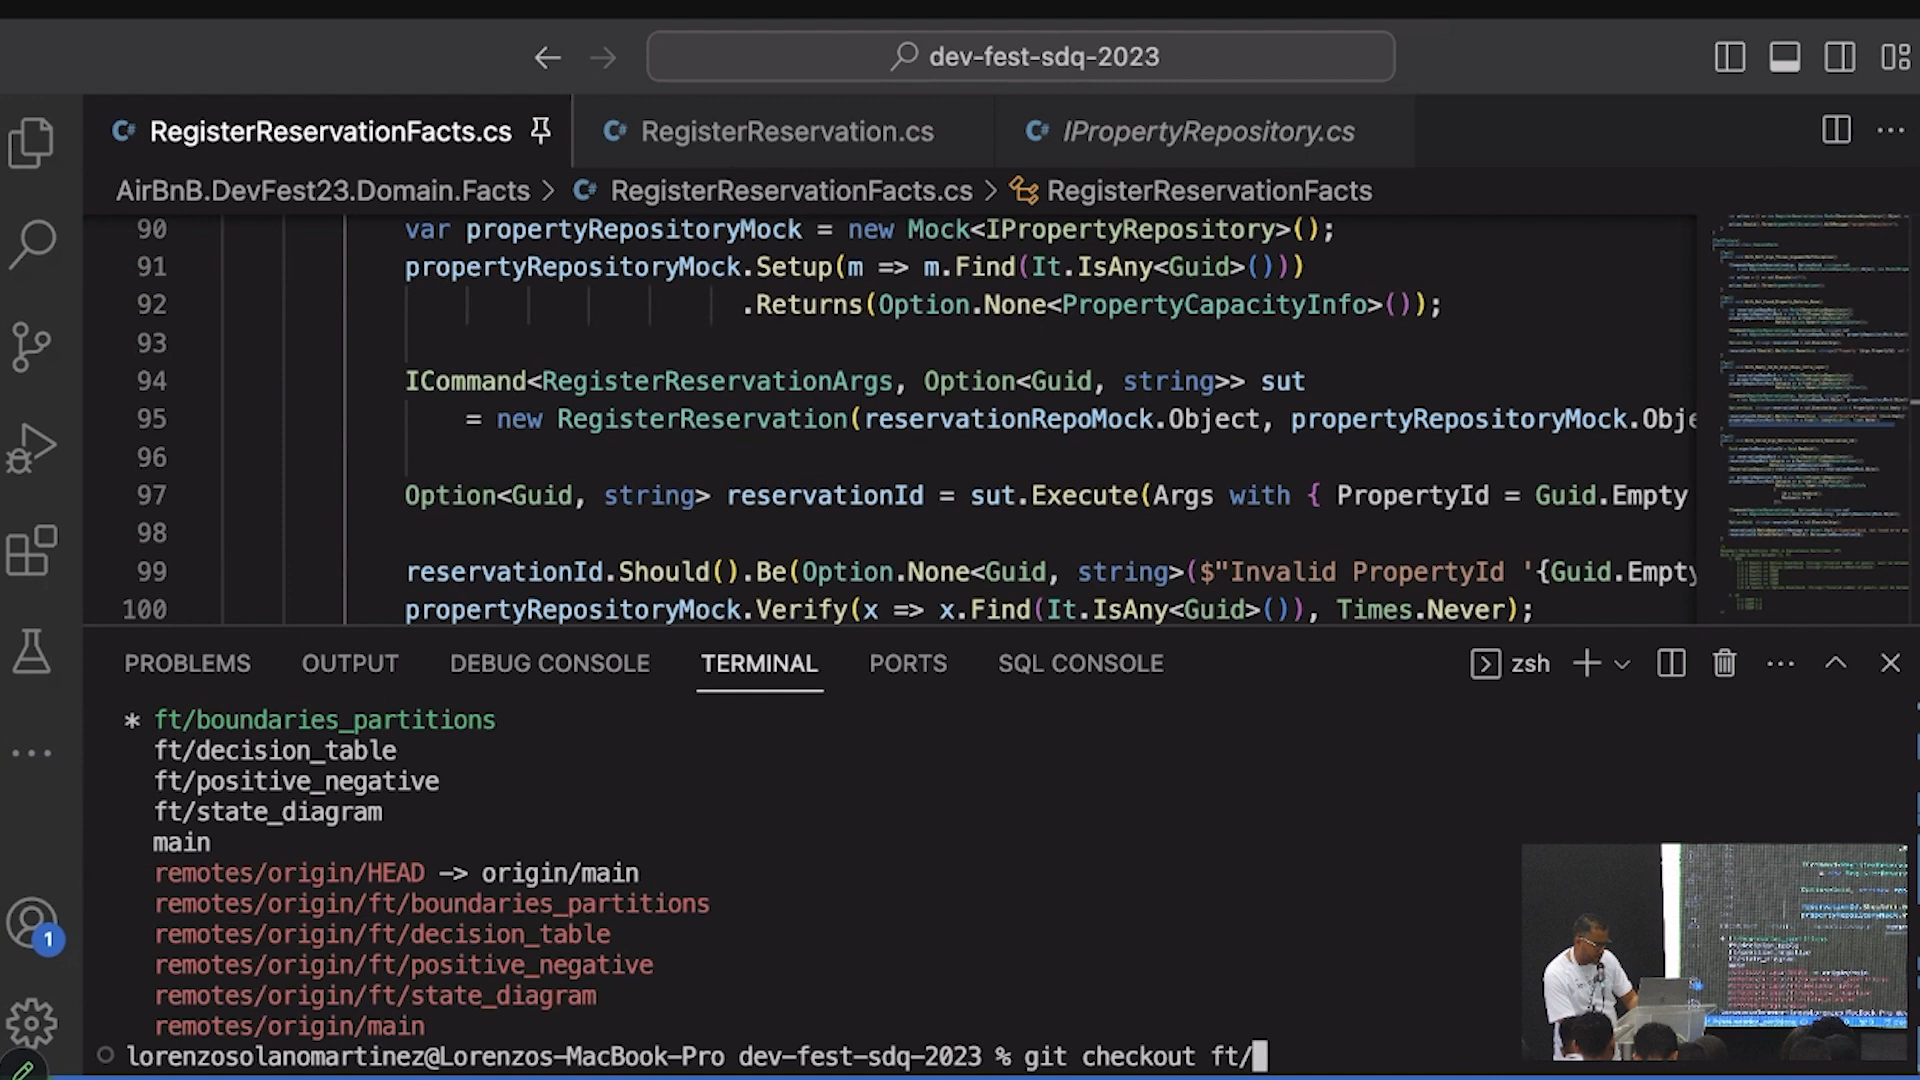 dev-fest-sdq-2023
RegisterReservationFacts.cs
RegisterReservation.cs
IPropertyRepository.cs
AirBnB.DevFest23.Domain.Facts > RegisterReservationFacts.cs > RegisterReservationFacts
90 var propertyRepositoryMock = new Mock<IPropertyRepository>();
91 propertyRepositoryMock.Setup(m => m.Find(It.IsAny<Guid>()))
92 .Returns(Option.None<PropertyCapacityInfo>());
93
94 ICommand<RegisterReservationArgs, Option<Guid, string>> sut
95 = new RegisterReservation(reservationRepoMock.Object, propertyRepositoryMock.Obje
96
97 Option<Guid, string> reservationId = sut.Execute(Args with { PropertyId = Guid.Empty
98
99 reservationId.Should().Be(Option.None<Guid, string>($"Invalid PropertyId '{Guid.Empty
100 propertyRepositoryMock.Verify(x => x.Find(It.IsAny<Guid>()), Times.Never);
PROBLEMS OUTPUT DEBUG CONSOLE TERMINAL PORTS SQL CONSOLE zsh
* ft/boundaries_partitions
ft/decision_table
ft/positive_negative
ft/state_diagram
main
remotes/origin/HEAD -> origin/main
remotes/origin/ft/boundaries_partitions
remotes/origin/ft/decision_table
remotes/origin/ft/positive_negative
remotes/origin/ft/state_diagram
remotes/origin/main
lorenzosolanomartinez@Lorenzos-MacBook-Pro dev-fest-sdq-2023 % git checkout ft/
1